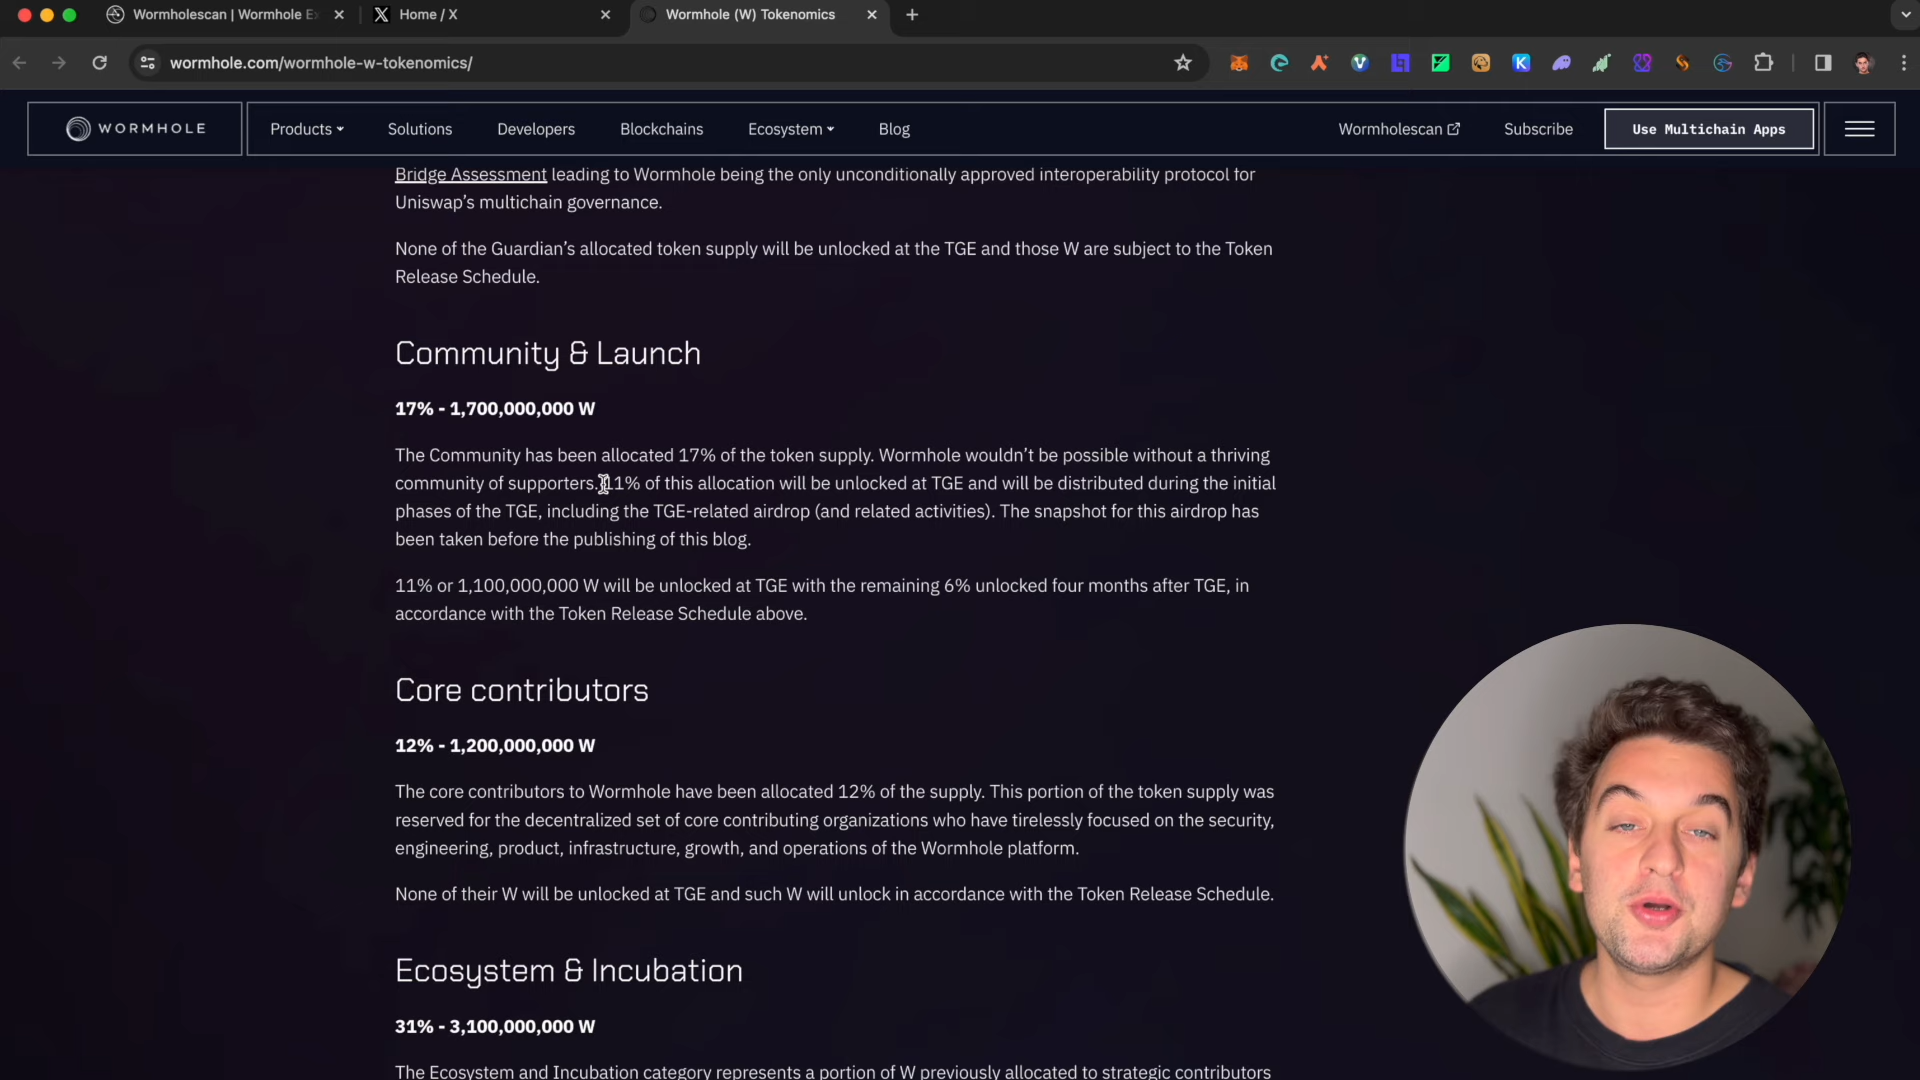 Wormholescan | Wormhole Ex
Home / X
Wormhole (W) Tokenomics
wormhole.com/wormhole-w-tokenomics/
WORMHOLE
Products
Solutions
Developers
Blockchains
Ecosystem
Blog
Wormholescan
Subscribe
Use Multichain Apps
Bridge Assessment leading to Wormhole being the only unconditionally approved interoperability protocol for
Uniswap’s multichain governance.
None of the Guardian’s allocated token supply will be unlocked at the TGE and those W are subject to the Token
Release Schedule.
Community & Launch
17% - 1,700,000,000 W
The Community has been allocated 17% of the token supply. Wormhole wouldn’t be possible without a thriving
community of supporters. 11% of this allocation will be unlocked at TGE and will be distributed during the initial
phases of the TGE, including the TGE-related airdrop (and related activities). The snapshot for this airdrop has
been taken before the publishing of this blog.
11% or 1,100,000,000 W will be unlocked at TGE with the remaining 6% unlocked four months after TGE, in
accordance with the Token Release Schedule above.
Core contributors
12% - 1,200,000,000 W
The core contributors to Wormhole have been allocated 12% of the supply. This portion of the token supply was
reserved for the decentralized set of core contributing organizations who have tirelessly focused on the security,
engineering, product, infrastructure, growth, and operations of the Wormhole platform.
None of their W will be unlocked at TGE and such W will unlock in accordance with the Token Release Schedule.
Ecosystem & Incubation
31% - 3,100,000,000 W
The Ecosystem and Incubation category represents a portion of W previously allocated to strategic contributors